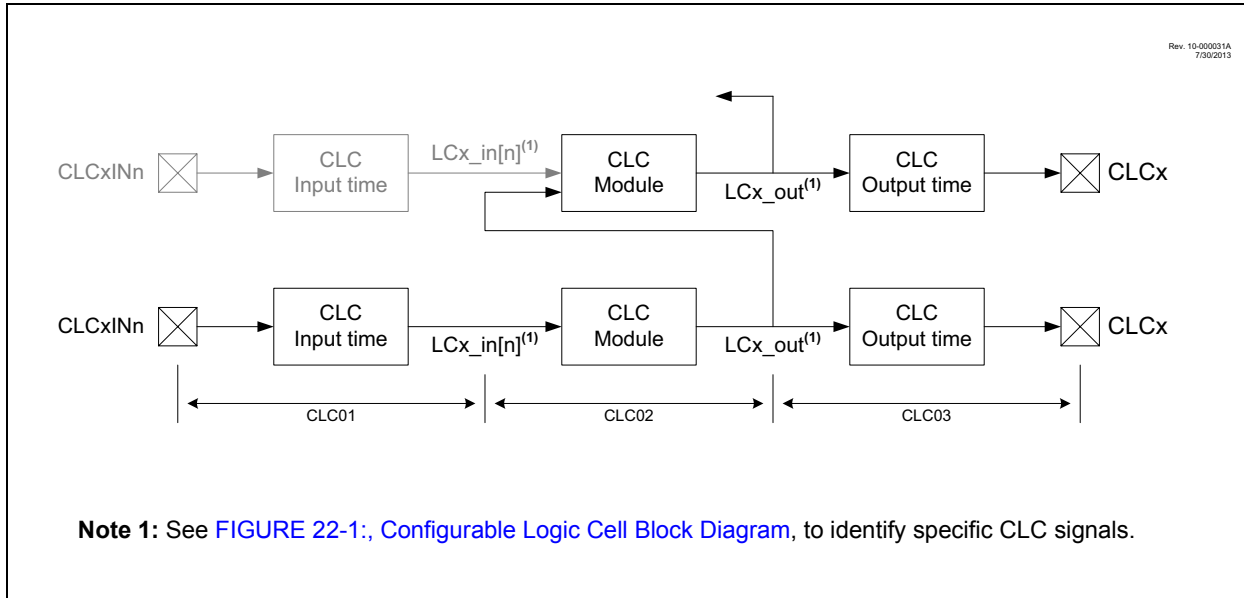 Rev. 10-000031A
7/30/2013
CLCxINn
CLC
Input time
LCx_in[n](1)
CLC
Module
LCx_out(1)
CLC
Output time
CLCx
CLCxINn
CLC
Input time
LCx_in[n](1)
CLC
Module
LCx_out(1)
CLC
Output time
CLCx
CLC01
CLC02
CLC03
Note 1: See FIGURE 22-1:, Configurable Logic Cell Block Diagram, to identify specific CLC signals.